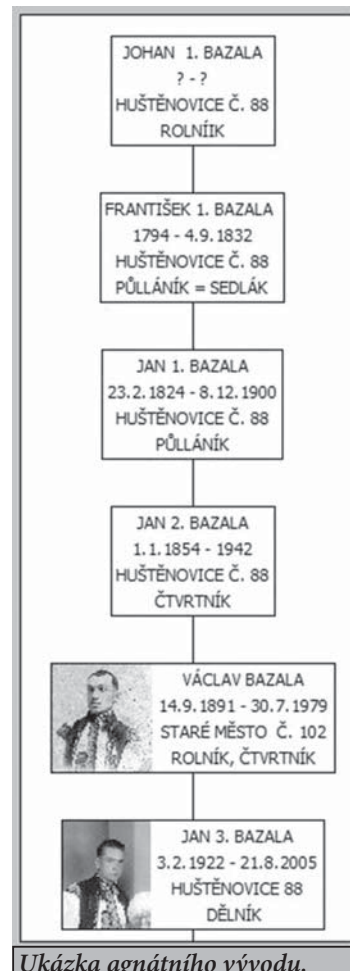 JOHAN 1. BAZALA
? - ?
HUŠTĚNOVICE Č. 88
ROLNÍIK
FRANTIŠEK 1. BAZALA
1794 - 4.9.1832
HUŠTĚNOVICE Č. 88
PŮLLÁNÍK = SEDLÁK
JAN 1. BAZALA
23.2.1824 - 8.12.1900
HUŠTĚNOVICE Č. 88
PŮLLÁNÍK
JAN 2. BAZALA
1.1.1854 - 1942
HUŠTĚNOVICE Č. 88
ČTVRTNÍK
VÁCLAV BAZALA
14.9.1891 - 30.7.1979
STARÉ MĚSTO Č. 102
ROLNÍK, ČTVRTNÍK
JAN 3. BAZALA
3.2.1922 - 21.8.2005
HUŠTĚNOVICE 88
DĚLNÍK
Ukázka agnátního vývodu.